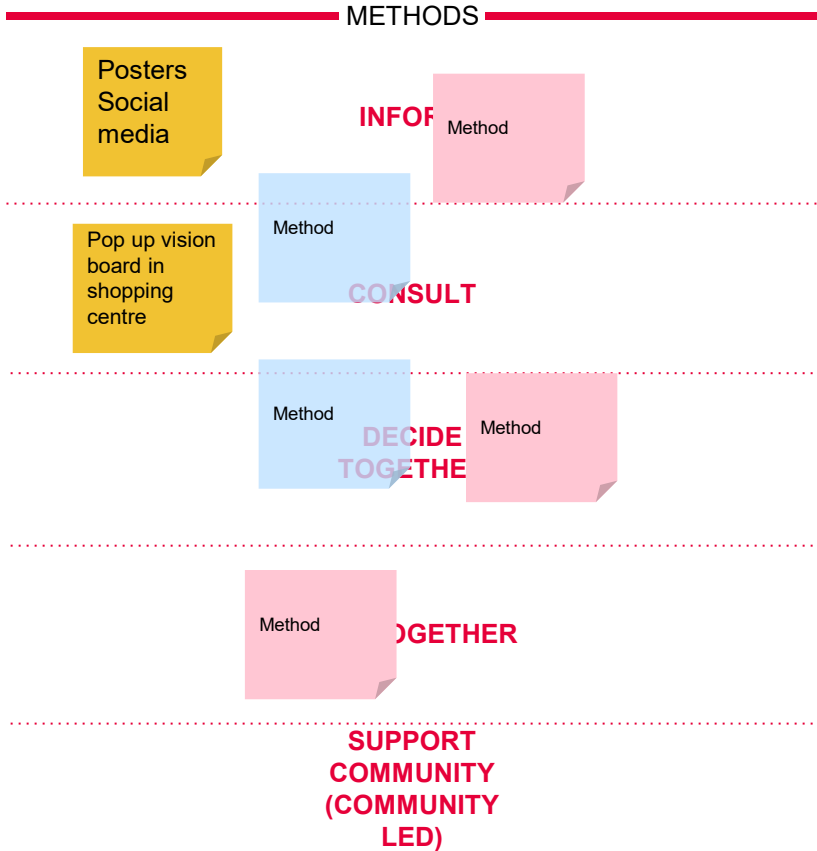 METHODS
Posters
Social
media
INFOR
Method
Method
Pop up vision
board in
shopping
centre
CONSULT
Method
Method
DECIDE
TOGETHE
Method
OGETHER
SUPPORT
COMMUNITY
(COMMUNITY
LED)